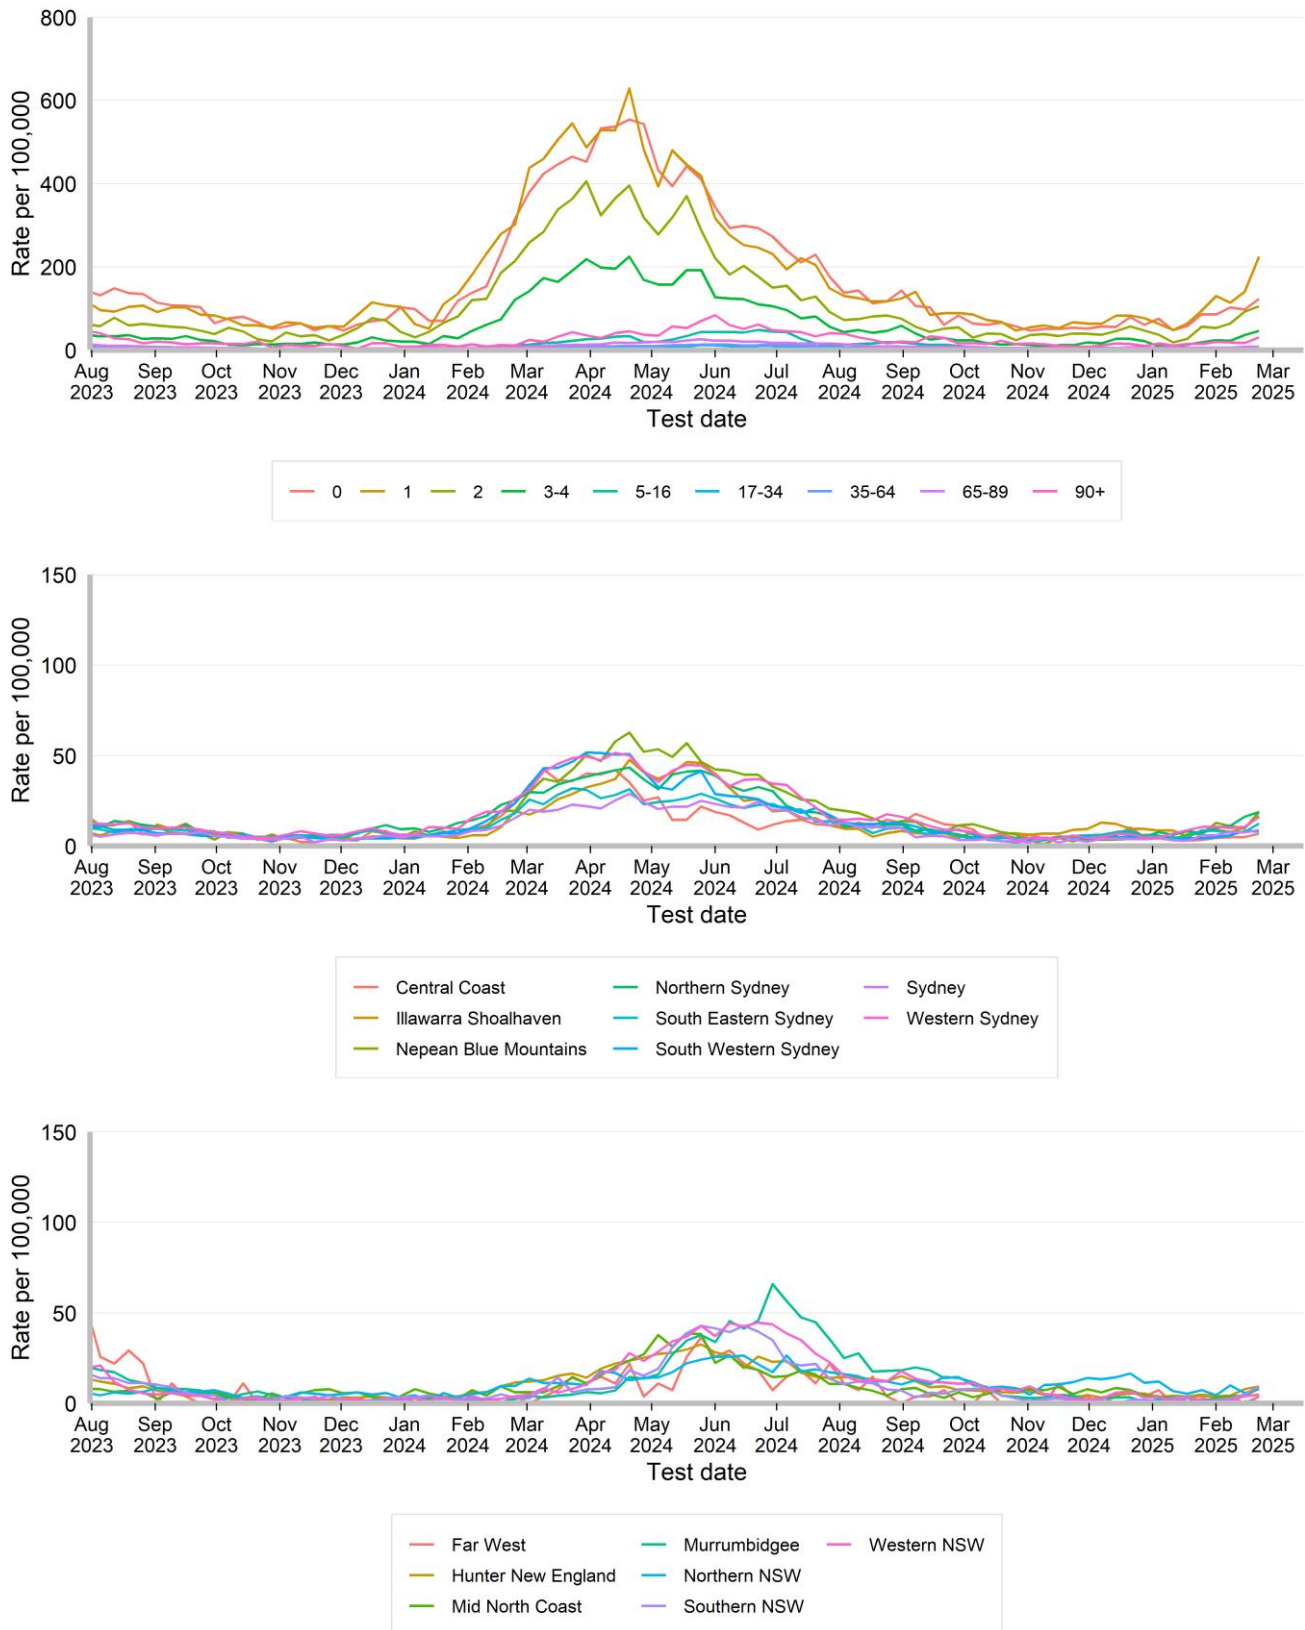 800
600
400
200
0
Rate per 100,000
Aug Sep Oct Nov Dec Jan Feb Mar Apr May Jun Jul Aug Sep Oct Nov Dec Jan Feb Mar
2023 2023 2023 2023 2023 2024 2024 2024 2024 2024 2024 2024 2024 2024 2024 2024 2024 2025 2025 2025
Test date
0 1 2 3-4 5-16 17-34 35-64 65-89 90+
150
100
50
0
Rate per 100,000
Aug Sep Oct Nov Dec Jan Feb Mar Apr May Jun Jul Aug Sep Oct Nov Dec Jan Feb Mar
2023 2023 2023 2023 2023 2024 2024 2024 2024 2024 2024 2024 2024 2024 2024 2024 2024 2025 2025 2025
Test date
Central Coast Northern Sydney Sydney
Illawarra Shoalhaven South Eastern Sydney Western Sydney
Nepean Blue Mountains South Western Sydney
150
100
50
0
Rate per 100,000
Aug Sep Oct Nov Dec Jan Feb Mar Apr May Jun Jul Aug Sep Oct Nov Dec Jan Feb Mar
2023 2023 2023 2023 2023 2024 2024 2024 2024 2024 2024 2024 2024 2024 2024 2024 2024 2025 2025 2025
Test date
Far West Murrumbidgee Western NSW
Hunter New England Northern NSW
Mid North Coast Southern NSW